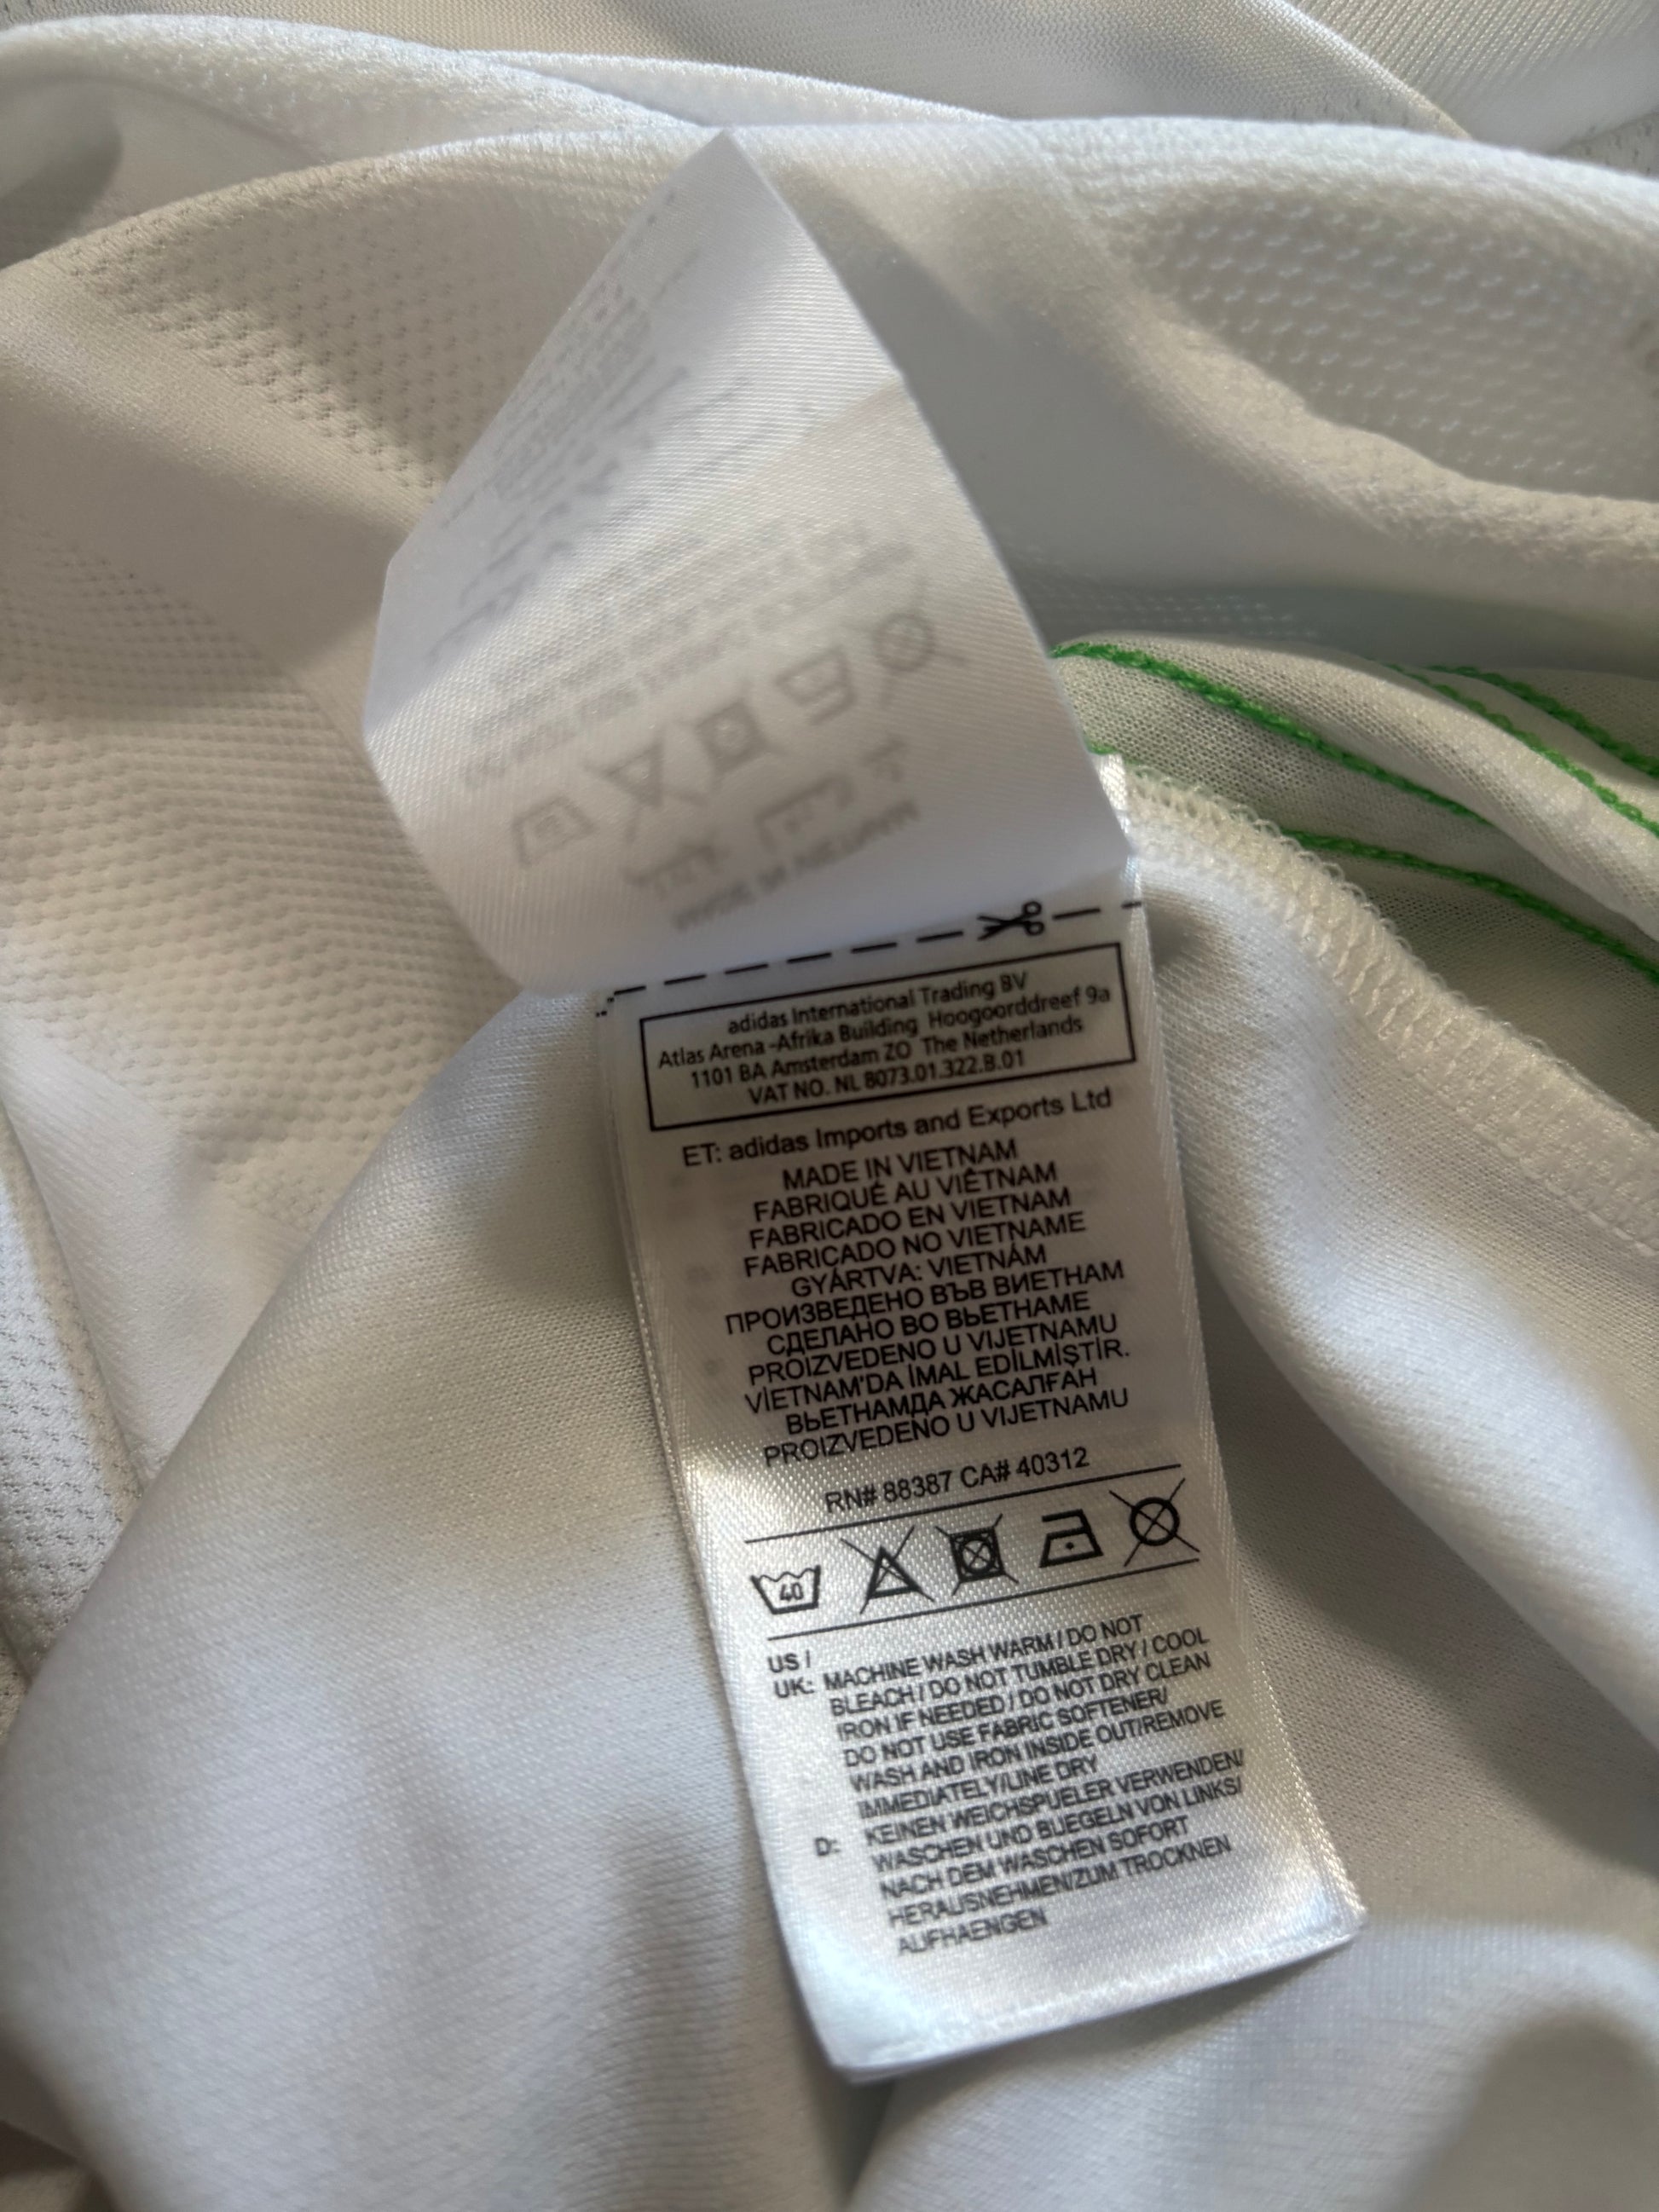 adidas International Trading BV
Atlas Arena -Afrika Building Hoogoorddreef 9a
1101 BA Amsterdam ZO The Netherlands
VAT NO. NL 8073.01.322.B.01
ET: adidas Imports and Exports Ltd
MADE IN VIETNAM
FABRIQUÉ AU VIÊTNAM
FABRICADO EN VIETNAM
FABRICADO NO VIETNAME
GYÁRTVA: VIETNÁM
ПРОИЗВЕДЕНО ВЪВ ВИЕТНАМ
СДЕЛАНО ВО ВЬЕТНАМЕ
PROIZVEDENO U VIJETNAMU
VİETNAM'DA İMAL EDİLMİŞTİR.
ВЬЕТНАМДА ЖАСАЛҒАН
PROIZVEDENO U VIJETNAMU
RN# 88387 CA# 40312
40
US /
UK: MACHINE WASH WARM / DO NOT
BLEACH / DO NOT TUMBLE DRY / COOL
IRON IF NEEDED / DO NOT DRY CLEAN
DO NOT USE FABRIC SOFTENER/
WASH AND IRON INSIDE OUT/REMOVE
IMMEDIATELY/LINE DRY
D: KEINEN WEICHSPUELER VERWENDEN/
WASCHEN UND BUEGELN VON LINKS/
NACH DEM WASCHEN SOFORT
HERAUSNEHMEN/ZUM TROCKNEN
AUFHAENGEN